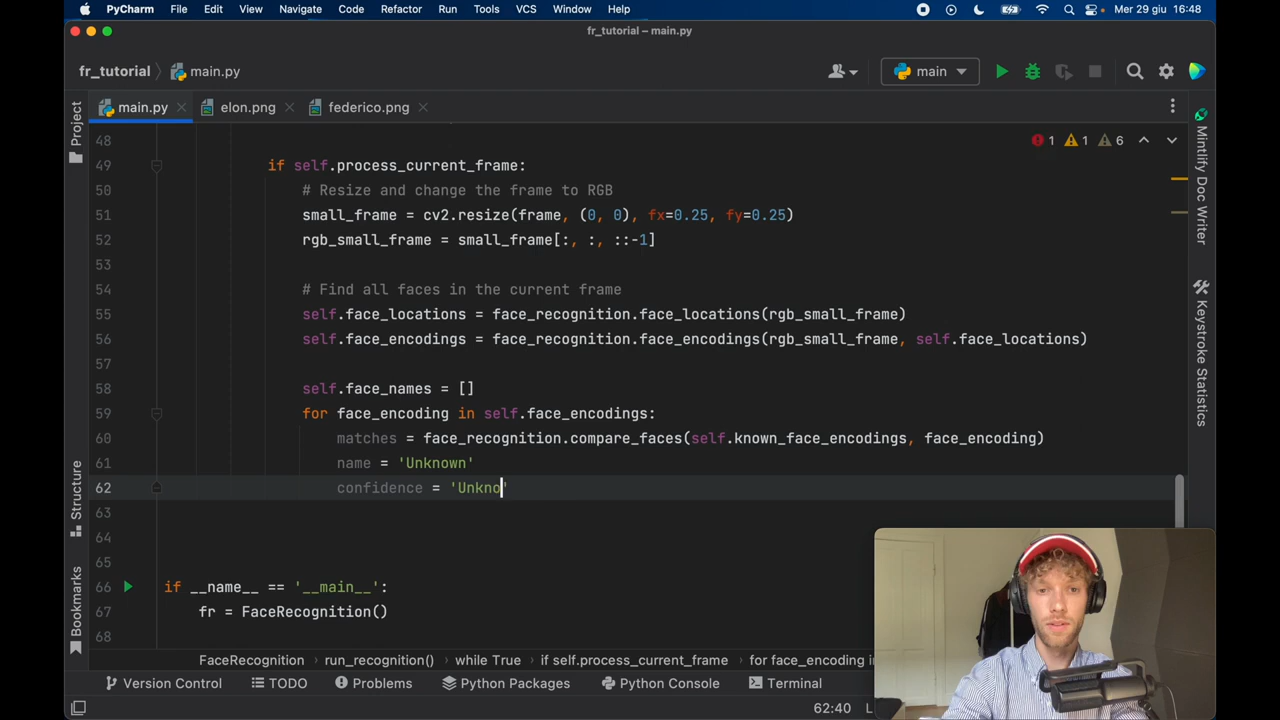 PyCharm File Edit View Navigate Code Refactor Run Tools VCS Window Help Mer 29 giu 16:48
fr_tutorial – main.py
fr_tutorial main.py main
main.py elon.png federico.png
Project
1 1 6
48
49 if self.process_current_frame:
50 # Resize and change the frame to RGB
51 small_frame = cv2.resize(frame, (0, 0), fx=0.25, fy=0.25)
52 rgb_small_frame = small_frame[:, :, ::-1]
53
54 # Find all faces in the current frame
55 self.face_locations = face_recognition.face_locations(rgb_small_frame)
56 self.face_encodings = face_recognition.face_encodings(rgb_small_frame, self.face_locations)
57
58 self.face_names = []
59 for face_encoding in self.face_encodings:
60 matches = face_recognition.compare_faces(self.known_face_encodings, face_encoding)
61 name = 'Unknown'
62 confidence = 'Unkno'
63
64
65
66 if __name__ == '__main__':
67 fr = FaceRecognition()
68
Mintlify Doc Writer
Keystroke Statistics
Structure
Bookmarks
FaceRecognition run_recognition() while True if self.process_current_frame for face_encoding in
Version Control TODO Problems Python Packages Python Console Terminal
62:40